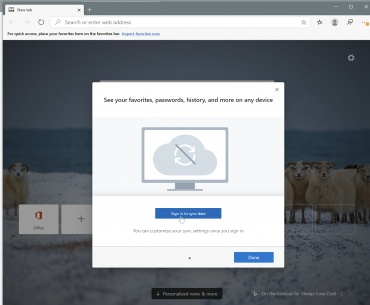 New tab
Search or enter web address
For quick access, place your favorites here on the favorites bar. Import favorites now
See your favorites, passwords, history, and more on any device
Sign in to sync data
You can customize your sync settings once you sign in
Office
Done
Personalized news & more